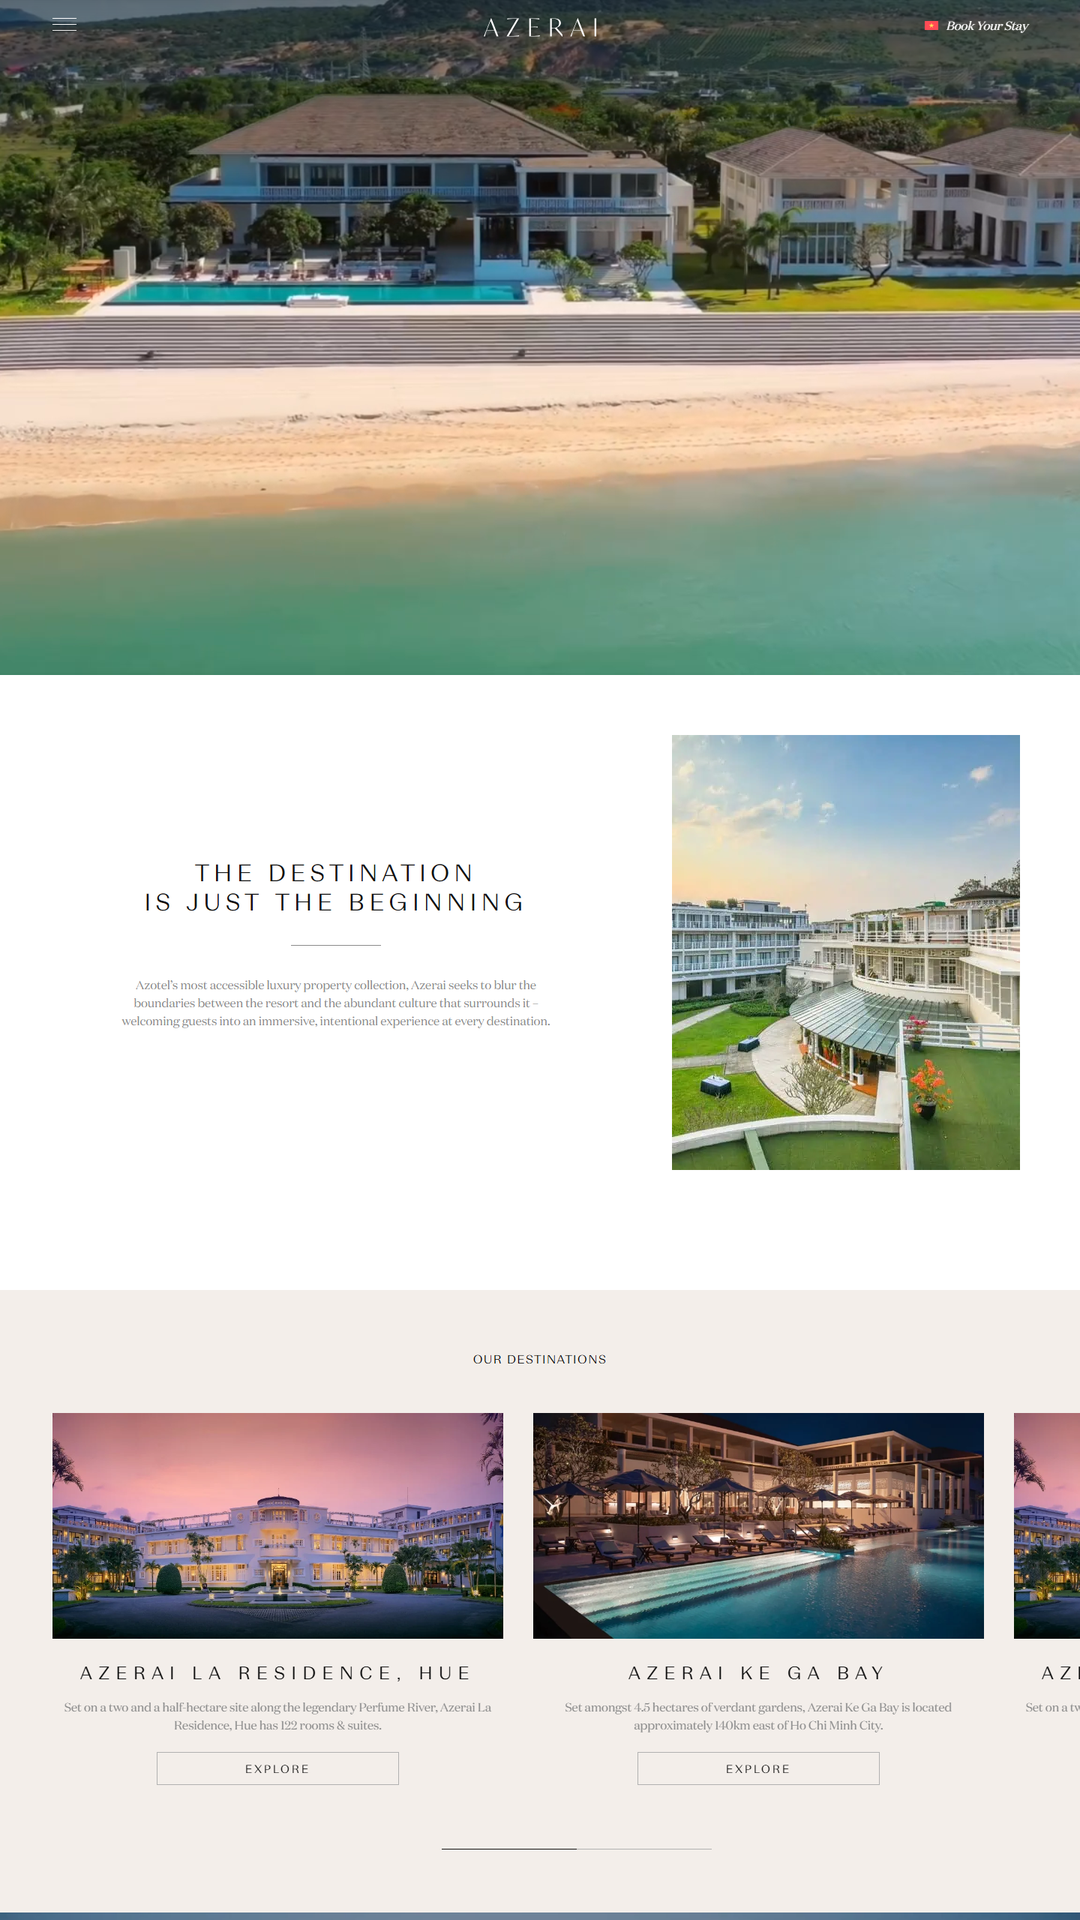 AZERAI
Book Your Stay
THE DESTINATION
IS JUST THE BEGINNING
Azotel's most accessible luxury property collection, Azerai seeks to blur the
boundaries between the resort and the abundant culture that surrounds it –
welcoming guests into an immersive, intentional experience at every destination.
OUR DESTINATIONS
AZERAI LA RESIDENCE, HUE
Set on a two and a half-hectare site along the legendary Perfume River, Azerai La
Residence, Hue has 122 rooms & suites.
EXPLORE
AZERAI KE GA BAY
Set amongst 4.5 hectares of verdant gardens, Azerai Ke Ga Bay is located
approximately 140km east of Ho Chi Minh City.
EXPLORE
Set on a